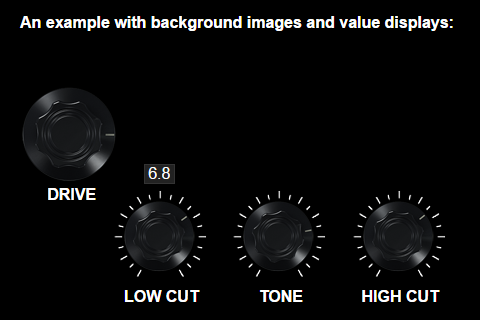 An example with background images and value displays:
DRIVE
6.8
LOW CUT
TONE
HIGH CUT